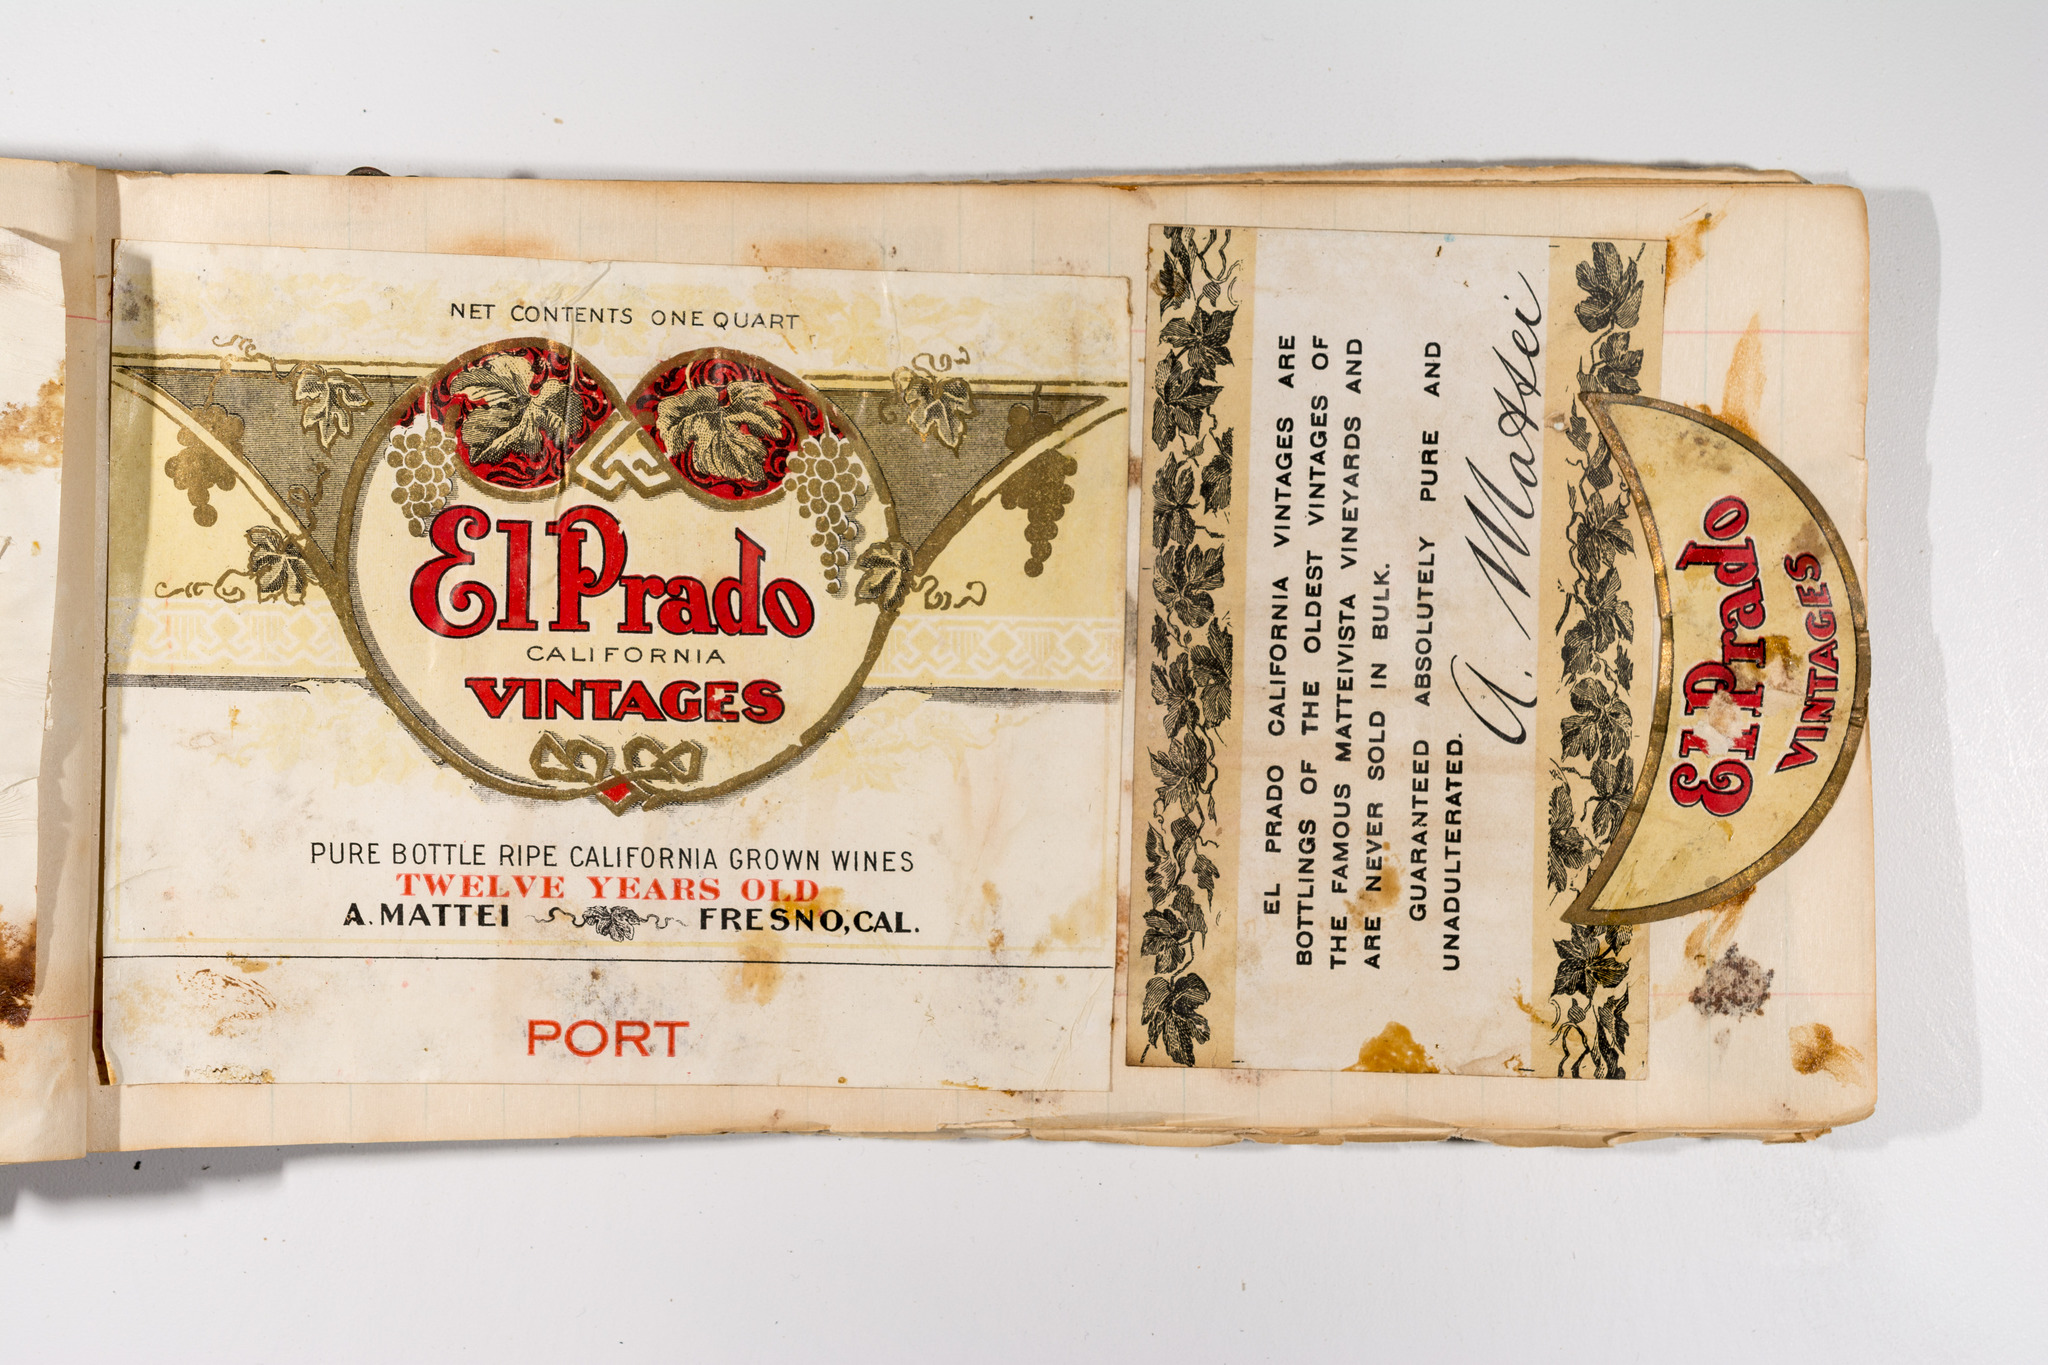 NET CONTENTS ONE QUART
El Prado
CALIFORNIA
VINTAGES
PURE BOTTLE RIPE CALIFORNIA GROWN WINES
TWELVE YEARS OLD
A. MATTEI FRESNO, CAL.
PORT
EL PRADO CALIFORNIA VINTAGES ARE
BOTTLINGS OF THE OLDEST VINTAGES OF
THE FAMOUS MATTEIVISTA VINEYARDS AND
ARE NEVER SOLD IN BULK.
GUARANTEED ABSOLUTELY PURE AND
UNADULTERATED.
A. Mattei
El Prado
VINTAGES